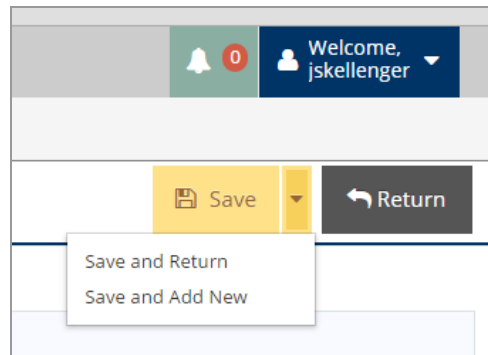 0
Welcome,
jskellenger
Save
Return
Save and Return
Save and Add New